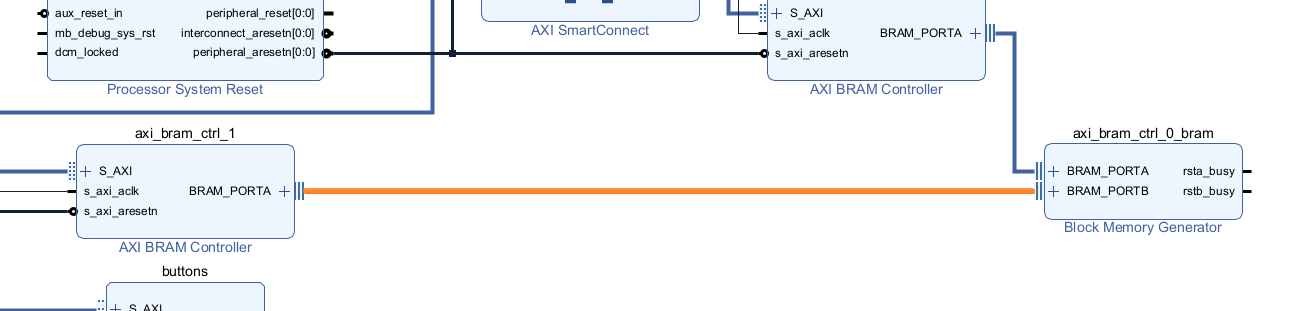 aux_reset_in
mb_debug_sys_rst
dcm_locked
peripheral_reset[0:0]
interconnect_aresetn[0:0]
peripheral_aresetn[0:0]
Processor System Reset
AXI SmartConnect
S_AXI
s_axi_aclk
s_axi_aresetn
BRAM_PORTA
AXI BRAM Controller
axi_bram_ctrl_1
S_AXI
s_axi_aclk
s_axi_aresetn
BRAM_PORTA
AXI BRAM Controller
axi_bram_ctrl_0_bram
BRAM_PORTA
BRAM_PORTB
rsta_busy
rstb_busy
Block Memory Generator
buttons
S_AXI